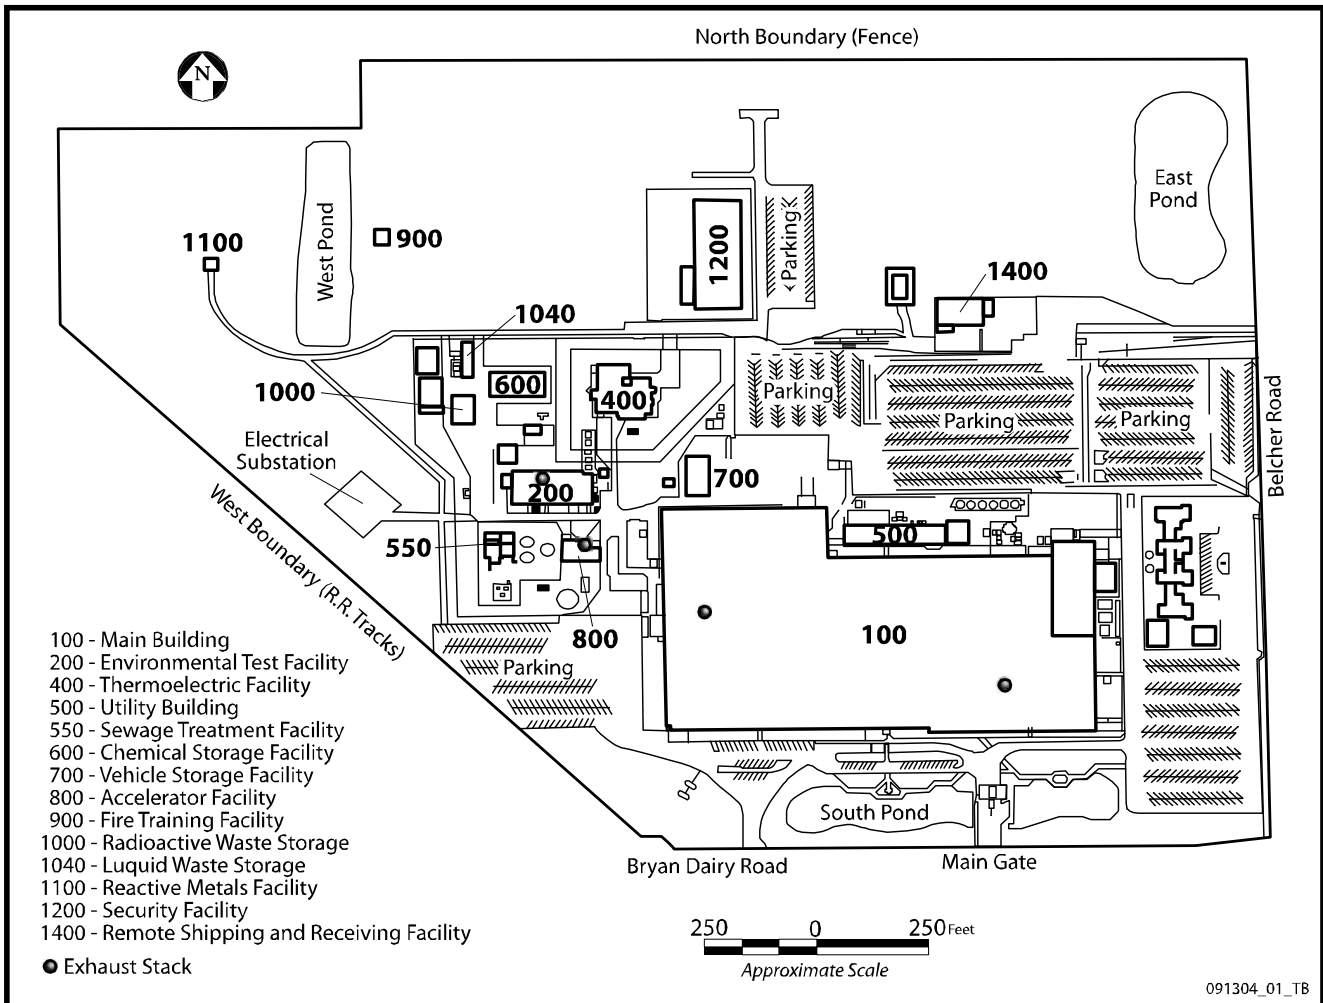 North Boundary (Fence)
N
East
Pond
West Pond
1100
900
1200
Parking
1400
1040
1000
600
400
Parking
Parking
Parking
Belcher Road
Electrical
Substation
700
200
West Boundary (R.R. Tracks)
550
500
800
100
Parking
100 - Main Building
200 - Environmental Test Facility
400 - Thermoelectric Facility
500 - Utility Building
550 - Sewage Treatment Facility
600 - Chemical Storage Facility
700 - Vehicle Storage Facility
800 - Accelerator Facility
900 - Fire Training Facility
1000 - Radioactive Waste Storage
1040 - Luquid Waste Storage
1100 - Reactive Metals Facility
1200 - Security Facility
1400 - Remote Shipping and Receiving Facility
Exhaust Stack
South Pond
Bryan Dairy Road
Main Gate
250 0 250 Feet
Approximate Scale
091304_01_TB